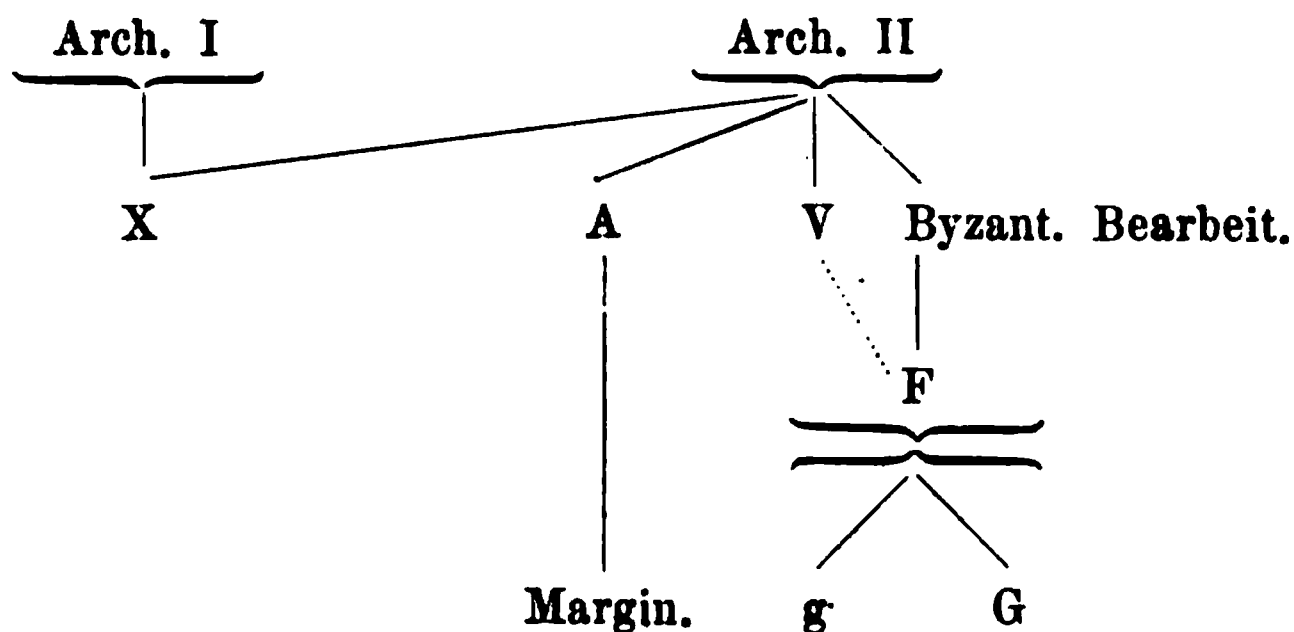 Arch. I Arch. II
X A V Byzant. Bearbeit.
F
Margin. g G